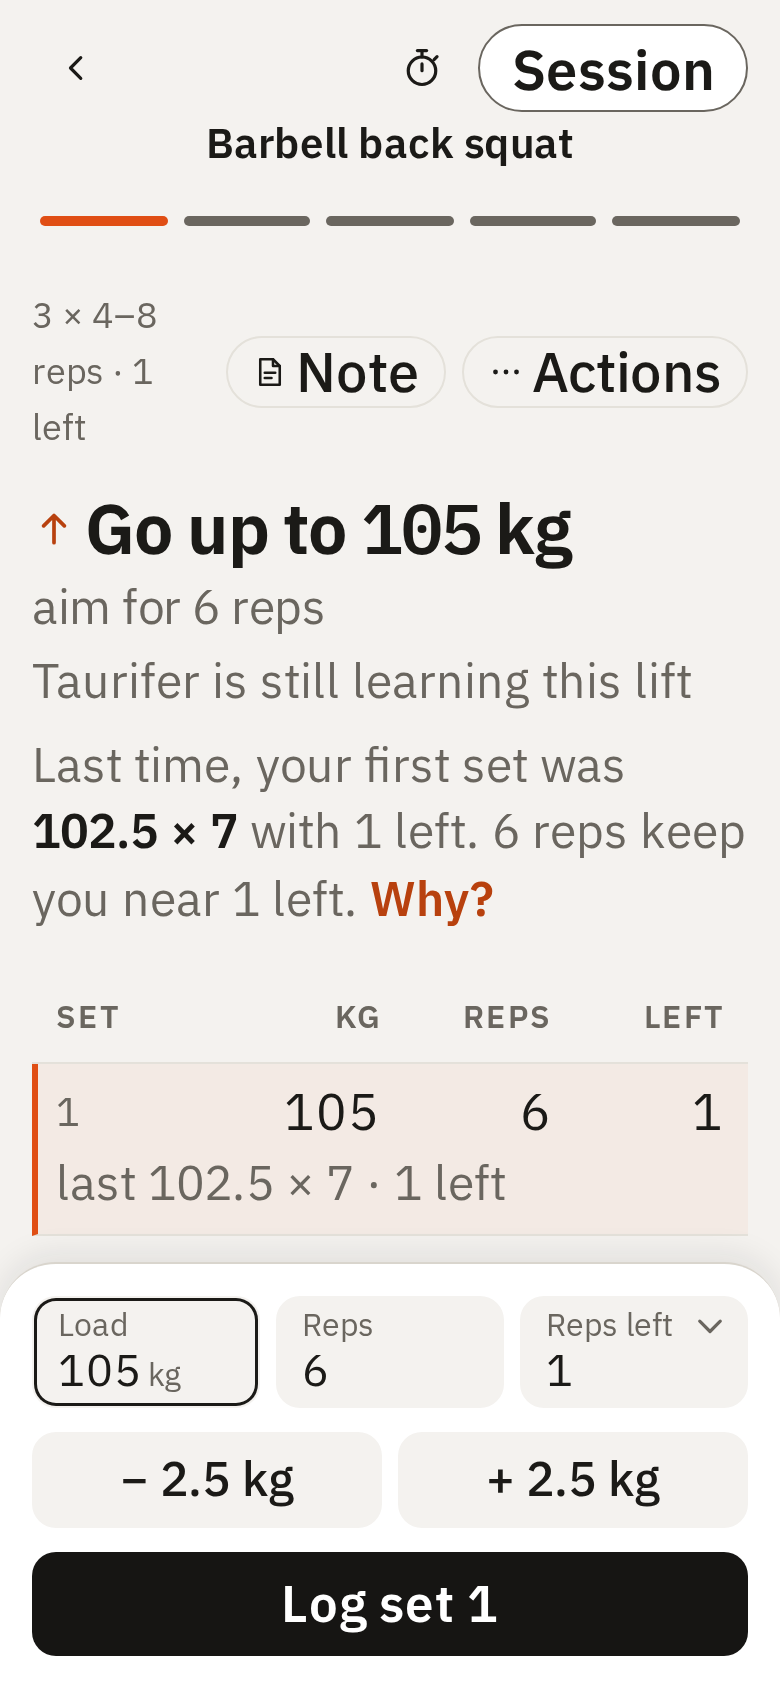 Session
Barbell back squat
3 × 4–8
reps · 1
left
Note
Actions
↑ Go up to 105 kg
aim for 6 reps
Taurifer is still learning this lift
Last time, your first set was
102.5 × 7 with 1 left. 6 reps keep
you near 1 left. Why?
SET KG REPS LEFT
1 105 6 1
last 102.5 × 7 · 1 left
Load Reps Reps left
105 kg 6 1
− 2.5 kg + 2.5 kg
Log set 1